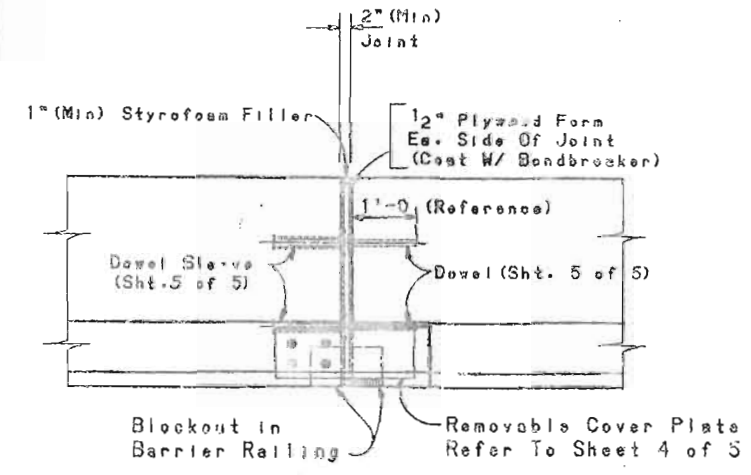 2" (Min)
Joint
1" (Min) Styrofoam Filler
1/2" Plywood Form
Ea. Side Of Joint
(Coat W/ Bondbreaker)
1'-0 (Reference)
Dowel Sleeve
(Sht. 5 of 5)
Dowel (Sht. 5 of 5)
Blockout in
Barrier Railing
Removable Cover Plate
Refer To Sheet 4 of 5